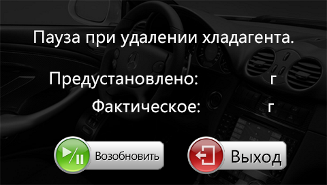 Пауза при удалении хладагента.
Предустановлено: г
Фактическое: г
Возобновить Выход